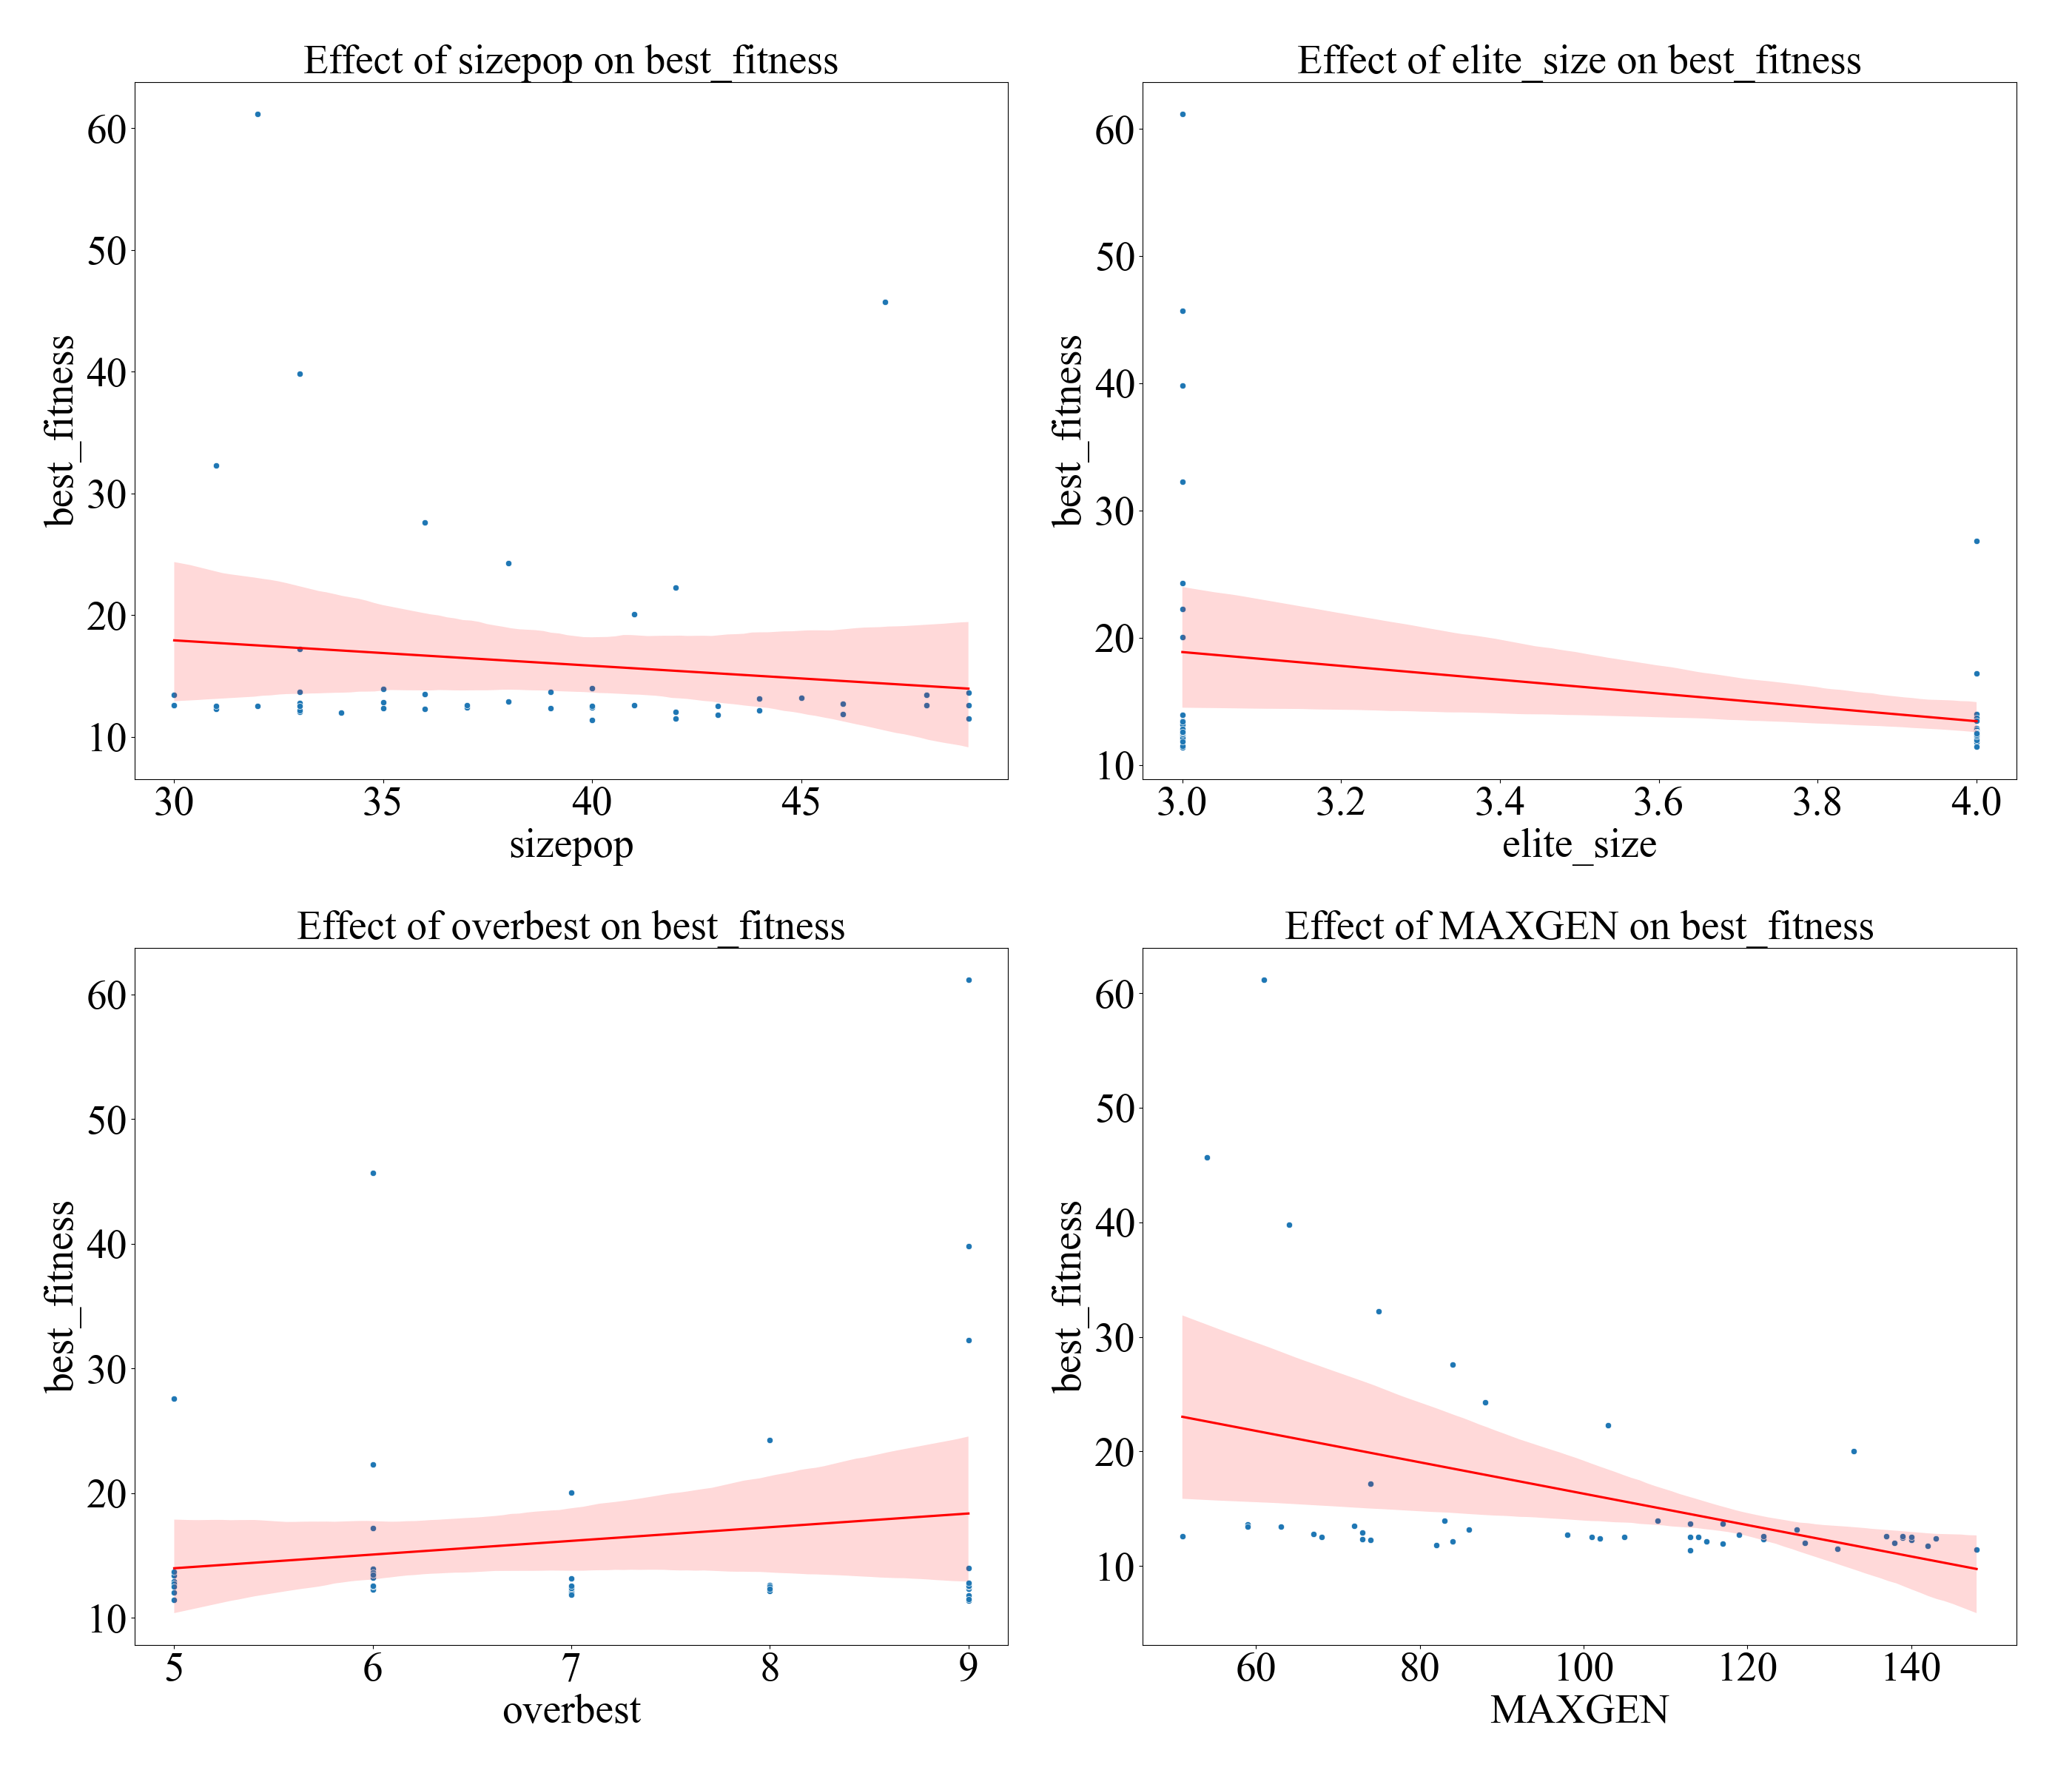 Effect of sizepop on best_fitness
60
50
40
30
20
10
best_fitness
30 35 40 45
sizepop
Effect of elite_size on best_fitness
60
50
40
30
20
10
best_fitness
3.0 3.2 3.4 3.6 3.8 4.0
elite_size
Effect of overbest on best_fitness
60
50
40
30
20
10
best_fitness
5 6 7 8 9
overbest
Effect of MAXGEN on best_fitness
60
50
40
30
20
10
best_fitness
60 80 100 120 140
MAXGEN